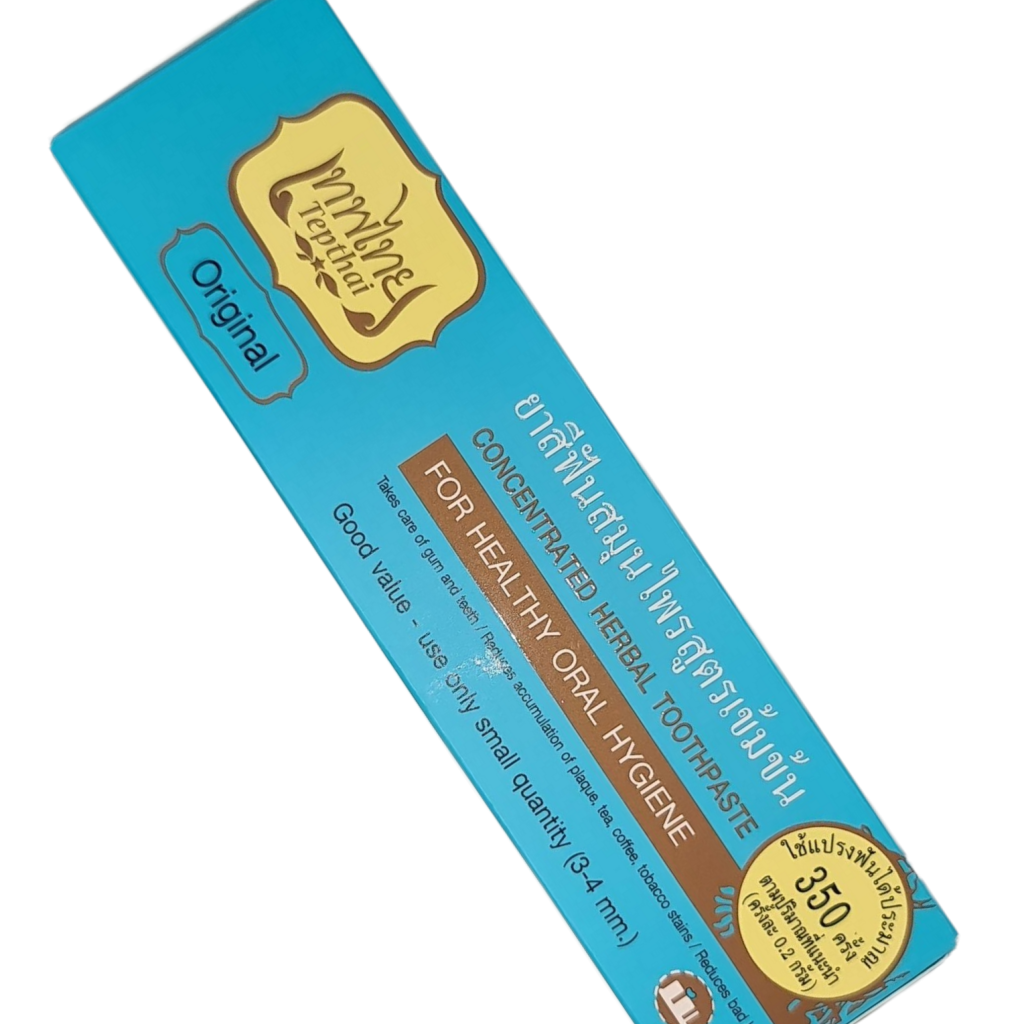 เทพไทย
Tepthai
Original
ยาสีฟันสมุนไพรสูตรเข้มข้น
CONCENTRATED HERBAL TOOTHPASTE
FOR HEALTHY ORAL HYGIENE
Takes care of gum and teeth / Reduces accumulation of plaque, tea, coffee, tobacco stains / Reduces bad
Good value - use only small quantity (3-4 mm.)
ใช้แปรงฟันได้ประมาณ
350 ครั้ง
ตามปริมาณที่แนะนำ
(ครั้งละ 0.2 กรัม)